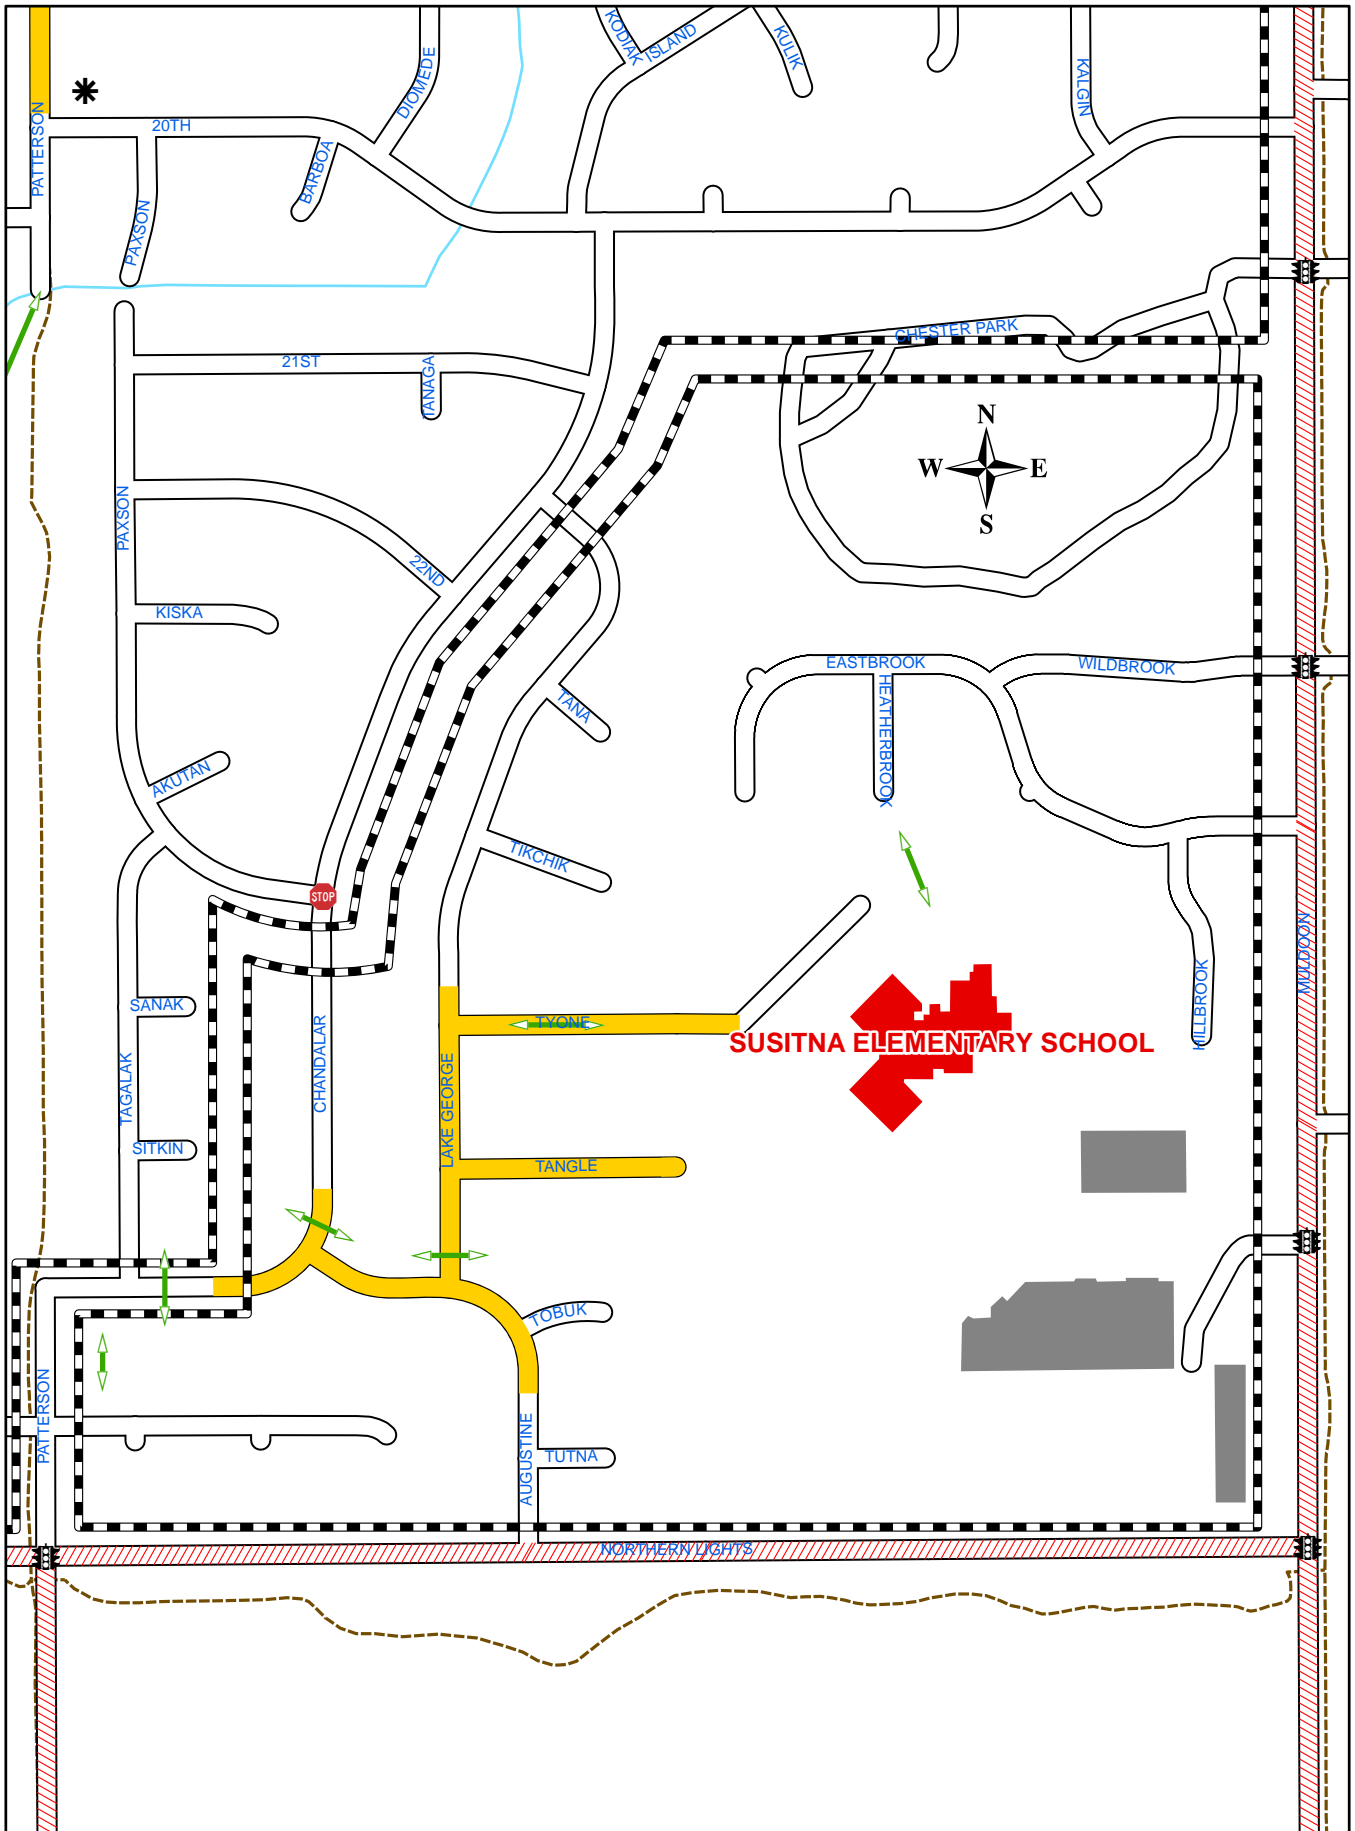 KODIAK
ISLAND
KULIK
DIOMEDE
KALGIN
PATTERSON
20TH
BARBOA
PAXSON
CHESTER PARK
21ST
TANAGA
N
W
E
S
PAXSON
22ND
KISKA
EASTBROOK
WILDBROOK
HEATHERBROOK
TANA
AKUTAN
TIKCHIK
STOP
MULDOON
HILLBROOK
SANAK
TYONE
CHANDALAR
SUSITNA ELEMENTARY SCHOOL
TAGALAK
LAKE GEORGE
SITKIN
TANGLE
TOBUK
PATTERSON
AUGUSTINE
TUTNA
NORTHERN LIGHTS